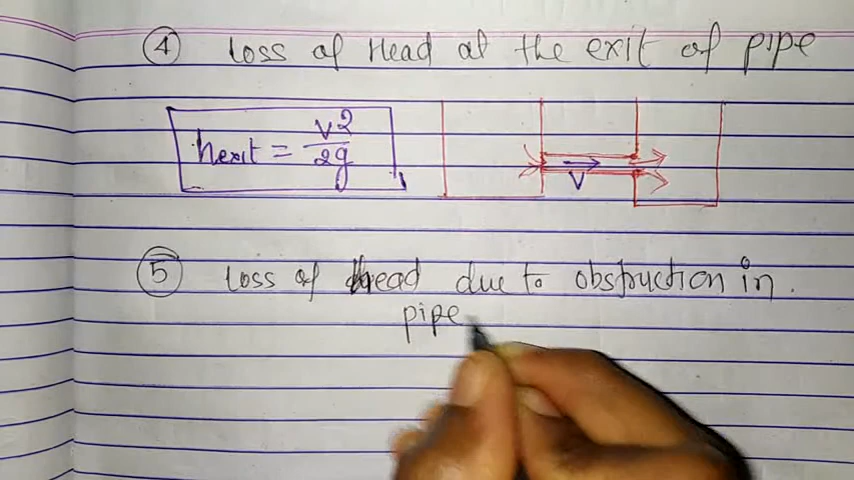 ④ Loss of Head at the exit of pipe
hexit = v²/2g
V
⑤ Loss of head due to obstruction in.
pipe